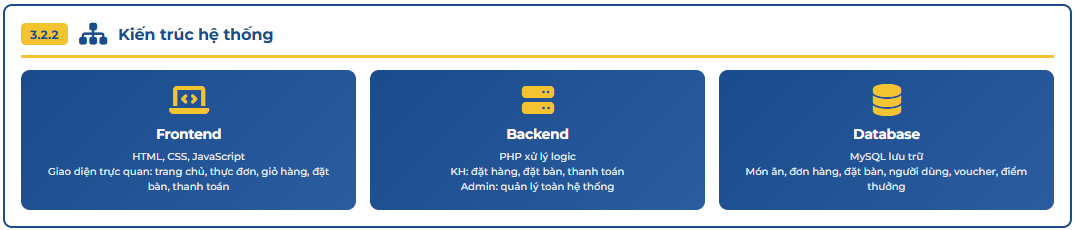 3.2.2 Kiến trúc hệ thống
Frontend
HTML, CSS, JavaScript
Giao diện trực quan: trang chủ, thực đơn, giỏ hàng, đặt
bàn, thanh toán
Backend
PHP xử lý logic
KH: đặt hàng, đặt bàn, thanh toán
Admin: quản lý toàn hệ thống
Database
MySQL lưu trữ
Món ăn, đơn hàng, đặt bàn, người dùng, voucher, điểm
thưởng